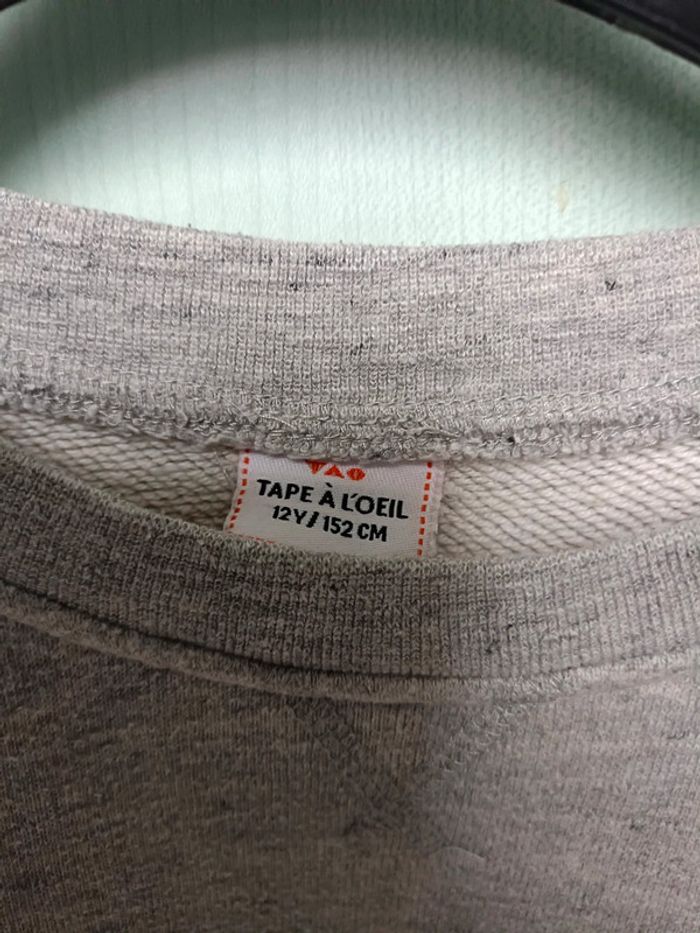 TAO
TAPE À L'OEIL
12Y/152 CM